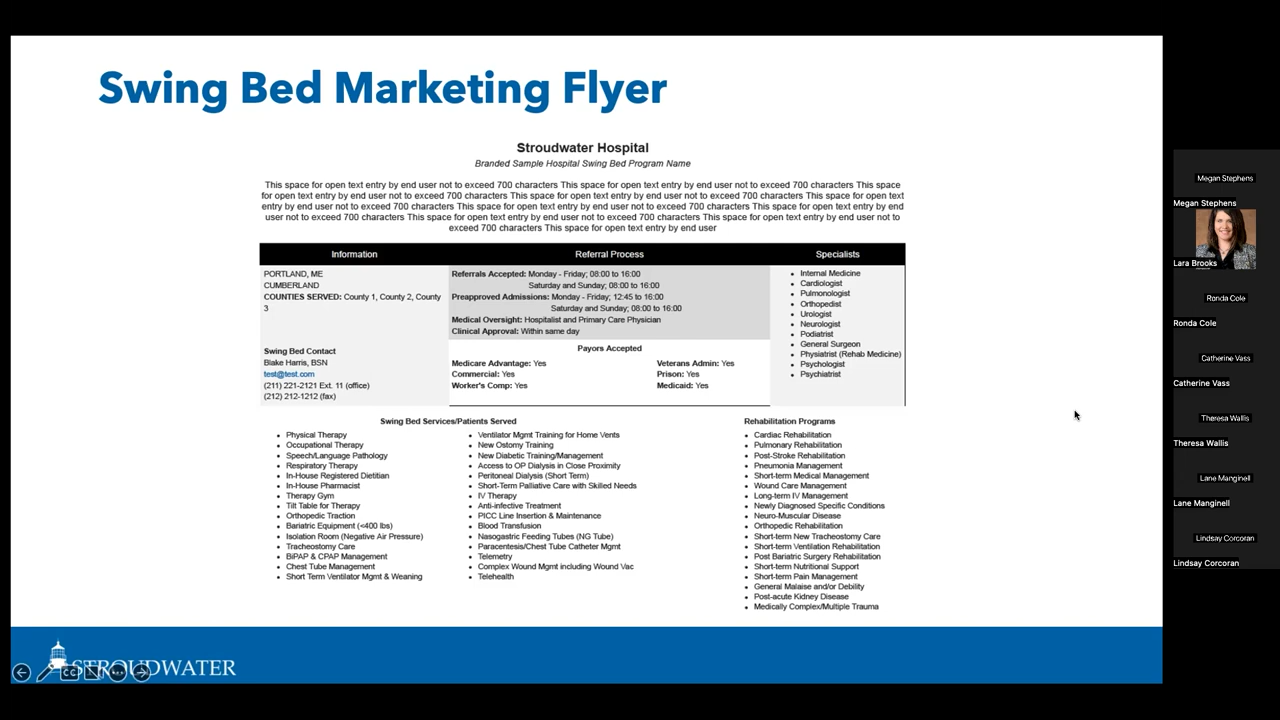 Swing Bed Marketing Flyer
Stroudwater Hospital
Branded Sample Hospital Swing Bed Program Name
This space for open text entry by end user not to exceed 700 characters This space for open text entry by end user not to exceed 700 characters This space
for open text entry by end user not to exceed 700 characters This space for open text entry by end user not to exceed 700 characters This space for open text
entry by end user not to exceed 700 characters This space for open text entry by end user not to exceed 700 characters This space for open text entry by end
user not to exceed 700 characters This space for open text entry by end user not to exceed 700 characters This space for open text entry by end user not to
exceed 700 characters This space for open text entry by end user
Information
PORTLAND, ME
CUMBERLAND
COUNTIES SERVED: County 1, County 2, County
3
Swing Bed Contact
Blake Harris, BSN
test@test.com
(211) 221-2121 Ext. 11 (office)
(212) 212-1212 (fax)
Referral Process
Referrals Accepted: Monday - Friday; 08:00 to 16:00
Saturday and Sunday; 08:00 to 16:00
Preapproved Admissions: Monday - Friday; 12:45 to 16:00
Saturday and Sunday; 08:00 to 16:00
Medical Oversight: Hospitalist and Primary Care Physician
Clinical Approval: Within same day
Payors Accepted
Medicare Advantage: Yes
Commercial: Yes
Worker's Comp: Yes
Veterans Admin: Yes
Prison: Yes
Medicaid: Yes
Specialists
• Internal Medicine
• Cardiologist
• Pulmonologist
• Orthopedist
• Urologist
• Neurologist
• Podiatrist
• General Surgeon
• Physiatrist (Rehab Medicine)
• Psychologist
• Psychiatrist
Swing Bed Services/Patients Served
• Physical Therapy
• Occupational Therapy
• Speech/Language Pathology
• Respiratory Therapy
• In-House Registered Dietitian
• In-House Pharmacist
• Therapy Gym
• Tilt Table for Therapy
• Orthopedic Traction
• Bariatric Equipment (<400 lbs)
• Isolation Room (Negative Air Pressure)
• Tracheostomy Care
• BiPAP & CPAP Management
• Chest Tube Management
• Short Term Ventilator Mgmt & Weaning
• Ventilator Mgmt Training for Home Vents
• New Ostomy Training
• New Diabetic Training/Management
• Access to OP Dialysis in Close Proximity
• Peritoneal Dialysis (Short Term)
• Short-Term Palliative Care with Skilled Needs
• IV Therapy
• Anti-infective Treatment
• PICC Line Insertion & Maintenance
• Blood Transfusion
• Nasogastric Feeding Tubes (NG Tube)
• Paracentesis/Chest Tube Catheter Mgmt
• Telemetry
• Complex Wound Mgmt including Wound Vac
• Telehealth
Rehabilitation Programs
• Cardiac Rehabilitation
• Pulmonary Rehabilitation
• Post-Stroke Rehabilitation
• Pneumonia Management
• Short-term Medical Management
• Wound Care Management
• Long-term IV Management
• Newly Diagnosed Specific Conditions
• Neuro-Muscular Disease
• Orthopedic Rehabilitation
• Short-term New Tracheostomy Care
• Short-term Ventilation Rehabilitation
• Post Bariatric Surgery Rehabilitation
• Short-term Nutritional Support
• Short-term Pain Management
• General Malaise and/or Debility
• Post-acute Kidney Disease
• Medically Complex/Multiple Trauma
STROUDWATER
CC
Megan Stephens
Megan Stephens
Lara Brooks
Ronda Cole
Ronda Cole
Catherine Vass
Catherine Vass
Theresa Wallis
Theresa Wallis
Lane Manginell
Lane Manginell
Lindsay Corcoran
Lindsay Corcoran